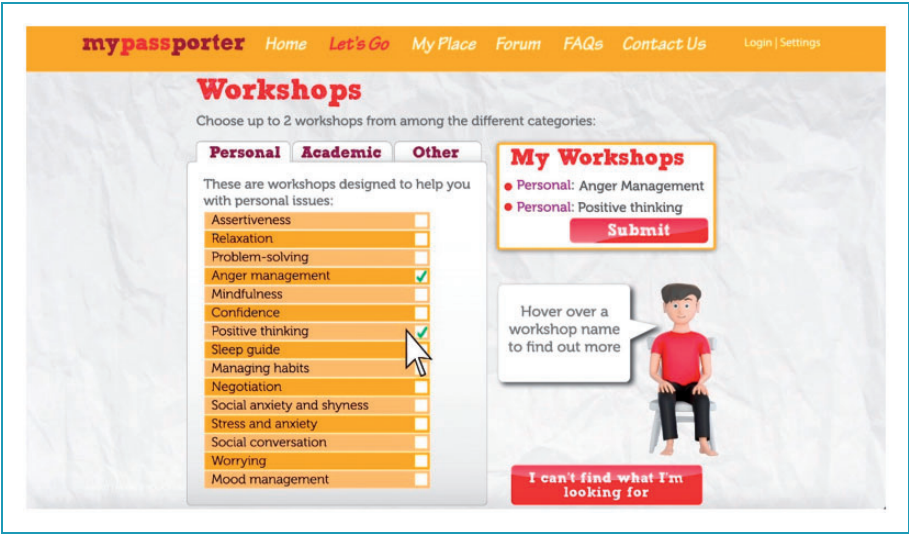 mypassporter Home Let's Go My Place Forum FAQs Contact Us Login | Settings
Workshops
Choose up to 2 workshops from among the different categories:
Personal Academic Other
These are workshops designed to help you
with personal issues:
Assertiveness
Relaxation
Problem-solving
Anger management
Mindfulness
Confidence
Positive thinking
Sleep guide
Managing habits
Negotiation
Social anxiety and shyness
Stress and anxiety
Social conversation
Worrying
Mood management
My Workshops
Personal: Anger Management
Personal: Positive thinking
Submit
Hover over a
workshop name
to find out more
I can't find what I'm
looking for